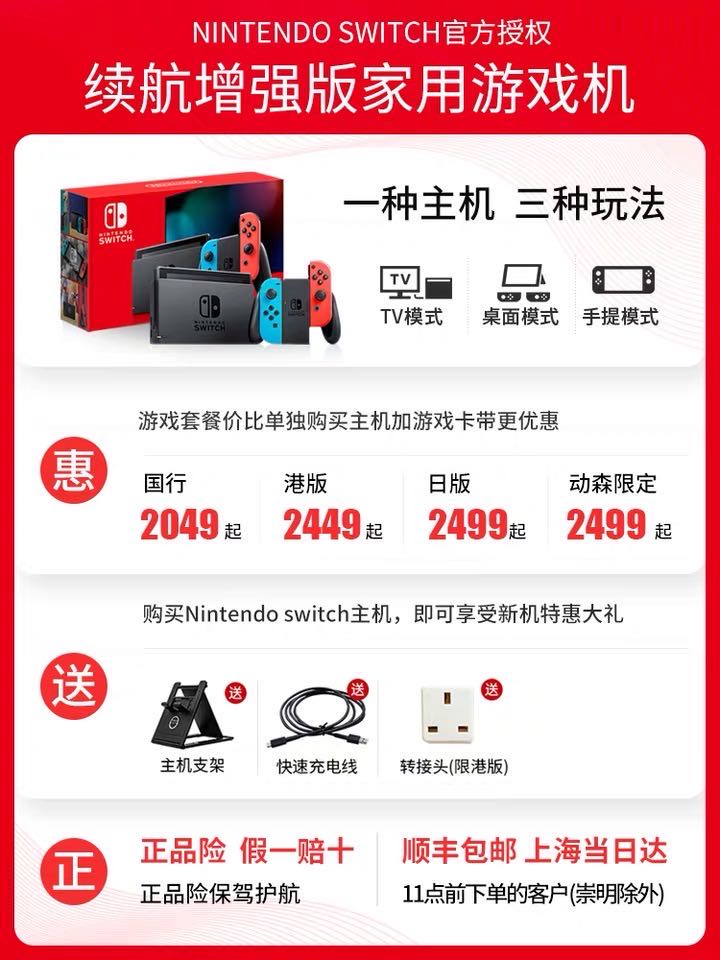 NINTENDO SWITCH官方授权
续航增强版家用游戏机
NINTENDO
SWITCH
NINTENDO
SWITCH
一种主机 三种玩法
TV
TV模式
桌面模式
手提模式
惠
游戏套餐价比单独购买主机加游戏卡带更优惠
国行
港版
日版
动森限定
2049起
2449起
2499起
2499起
送
购买Nintendo switch主机，即可享受新机特惠大礼
送
送
送
主机支架
快速充电线
转接头(限港版)
正
正品险 假一赔十
顺丰包邮 上海当日达
正品险保驾护航
11点前下单的客户(崇明除外)